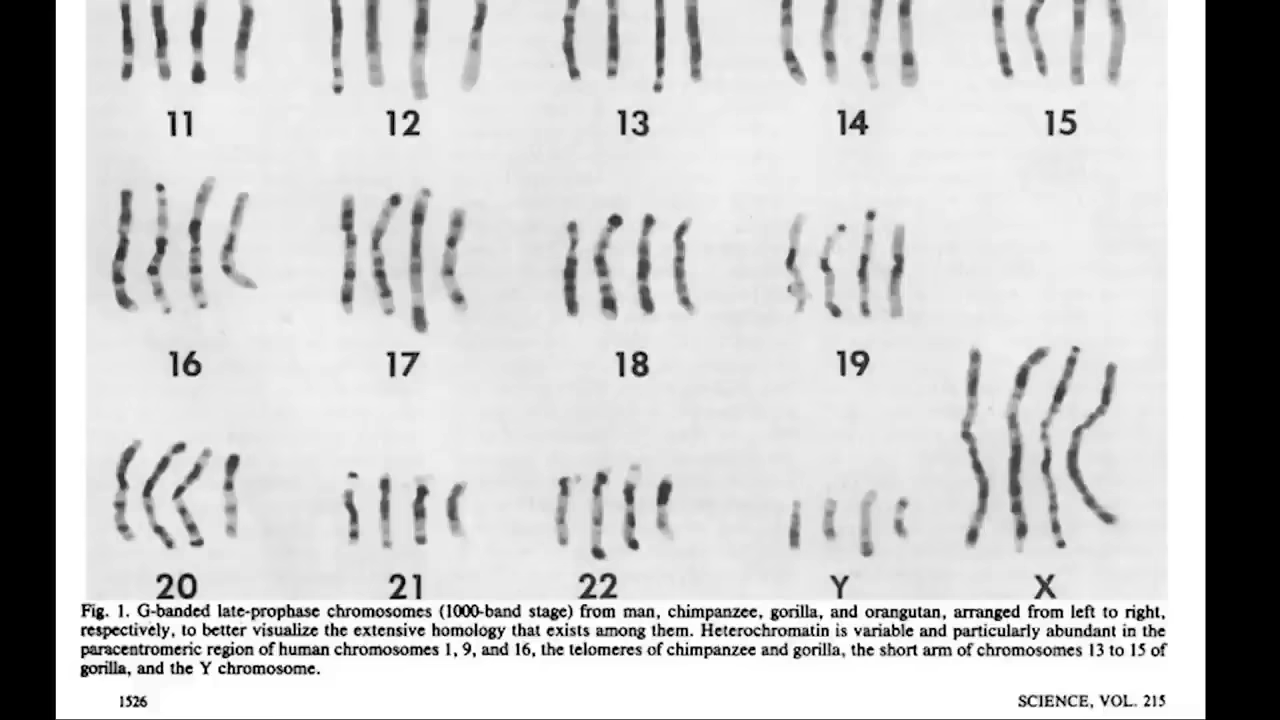 11 12 13 14 15
16 17 18 19
20 21 22 Y X
Fig. 1. G-banded late-prophase chromosomes (1000-band stage) from man, chimpanzee, gorilla, and orangutan, arranged from left to right,
respectively, to better visualize the extensive homology that exists among them. Heterochromatin is variable and particularly abundant in the
paracentromeric region of human chromosomes 1, 9, and 16, the telomeres of chimpanzee and gorilla, the short arm of chromosomes 13 to 15 of
gorilla, and the Y chromosome.
1526 SCIENCE, VOL. 215